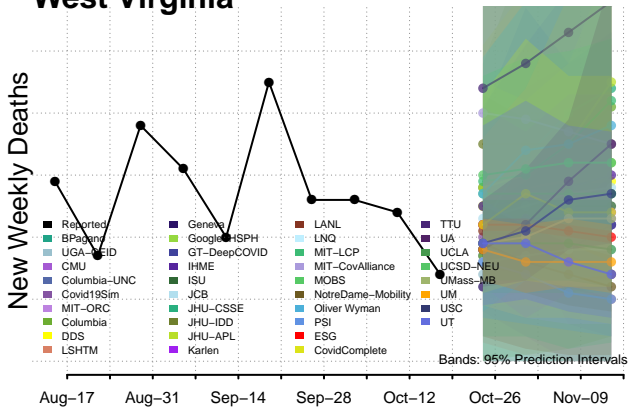 West Virginia
New Weekly Deaths
Reported
BPagano
UGA−CEID
CMU
Columbia−UNC
Covid19Sim
MIT−ORC
Columbia
DDS
LSHTM
Geneva
Google−HSPH
GT−DeepCOVID
IHME
ISU
JCB
JHU−CSSE
JHU−IDD
JHU−APL
Karlen
LANL
LNQ
MIT−LCP
MIT−CovAlliance
MOBS
NotreDame−Mobility
Oliver Wyman
PSI
ESG
CovidComplete
TTU
UA
UCLA
UCSD−NEU
UMass−MB
UM
USC
UT
Bands: 95% Prediction Intervals
Aug−17 Aug−31 Sep−14 Sep−28 Oct−12 Oct−26 Nov−09